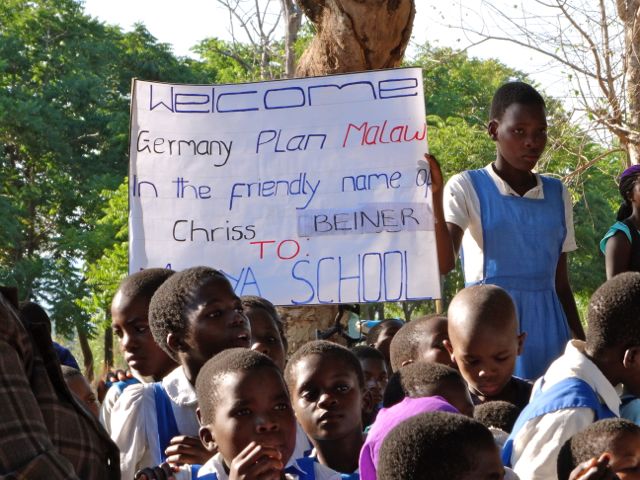 Welcome
Germany Plan Malaw
In the friendly name of
Chriss BEINER
TO
SCHOOL